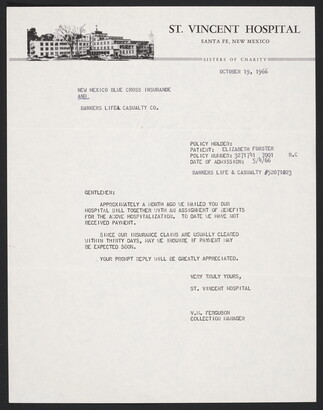 ST. VINCENT HOSPITAL
SANTA FE, NEW MEXICO
SISTERS OF CHARITY
OCTOBER 19, 1966
NEW MEXICO BLUE CROSS INSURANCE
AND,
BANKERS LIFE& CASUALTY CO.
POLICY HOLDER:
PATIENT: ELIZABETH FORSTER
POLICY NUMBER: 3991 B.C
DATE OF ADMISSION: 5/4/66
BANKERS LIFE & CASUALTY
GENTLEMEN:
APPOXIMATELY A MONTH AGO WE MAILED YOU OUR
HOSPITAL BILL TOGETHER WITH AN ASSIGNMENT OF BENEFITS
FOR THE ABOVE HOSPITALIZATION. TO DATE WE HAVE NOT
RECEIVED PAYMENT.
SINCE OUR INSURANCE CLAIMS ARE USUALLY CLEARED
WITHIN THIRTY DAYS, MAY WE INQUIRE IF PAYMENT MAY
BE EXPECTED SOON.
YOUR PROMPT REPLY WILL BE GREATLY APPRECIATED.
VERY TRULY YOURS,
ST. VINCENT HOSPITAL
V.M. FERGUSON
COLLECTION MANAGER